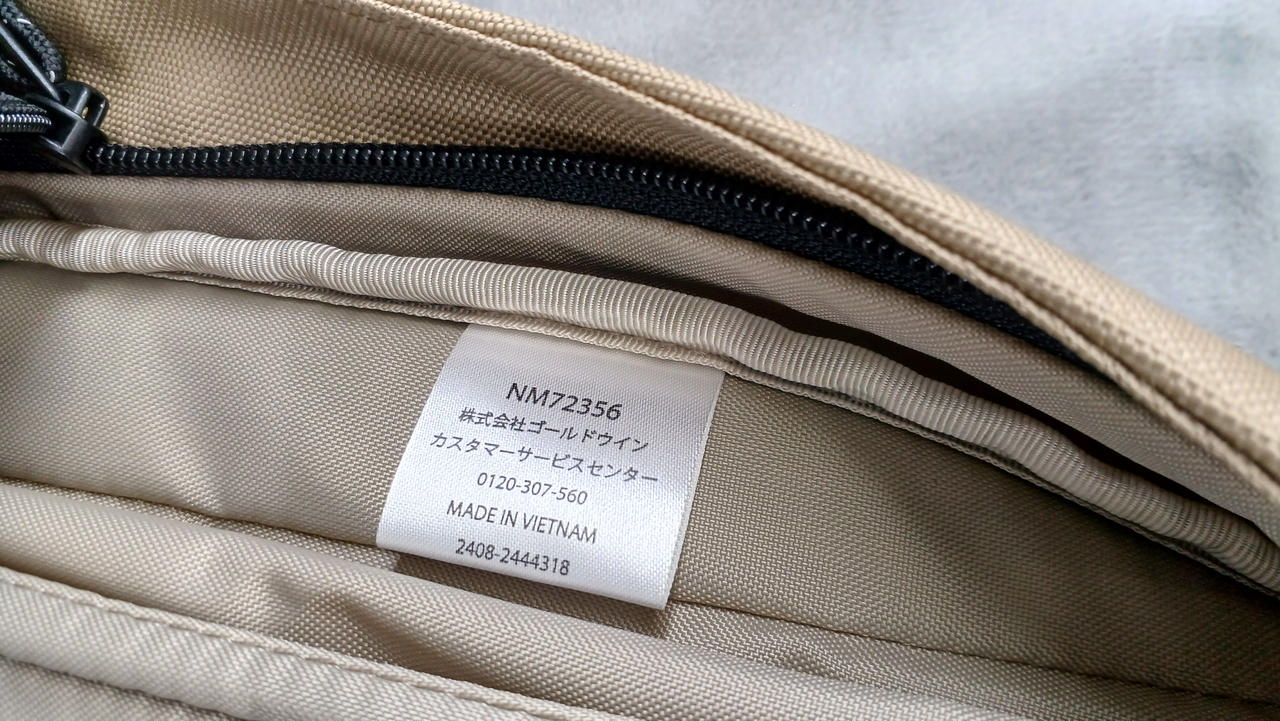 NM72356
株式会社ゴールドウイン
カスタマーサービスセンター
0120-307-560
MADE IN VIETNAM
2408-2444318